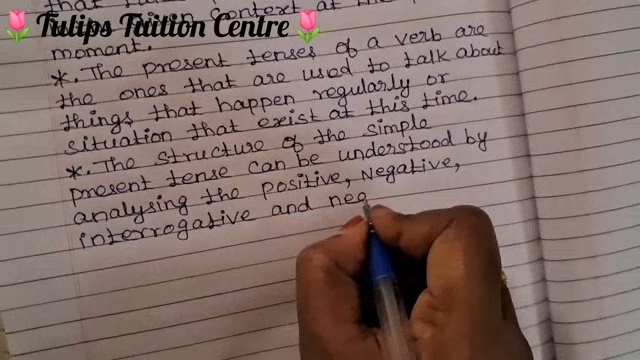 🌷Tulips Tuition Centre🌷
moment.
*. The present tenses of a verb are
the ones that are used to talk about
things that happen regularly or
situation that exist at this time.
*. The structure of the simple
present tense can be understood by
analysing the positive, Negative,
interrogative and neg